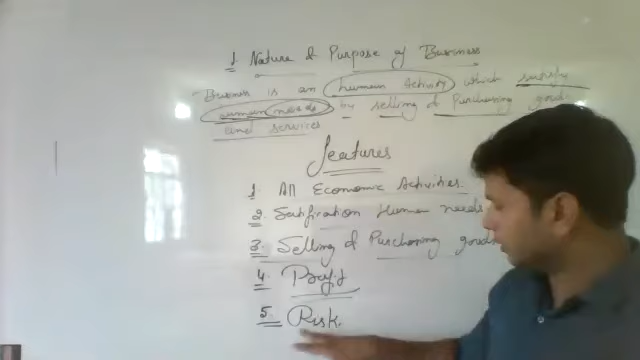 1. Nature & Purpose of Business
Business is an human Activity which satisfy
human needs by selling & Purchasing goods
and services
Features
1. All Economic Activities.
2. Satifiration Human needs
3. Selling & Purchasing goods
4. Profit
5. Risk.